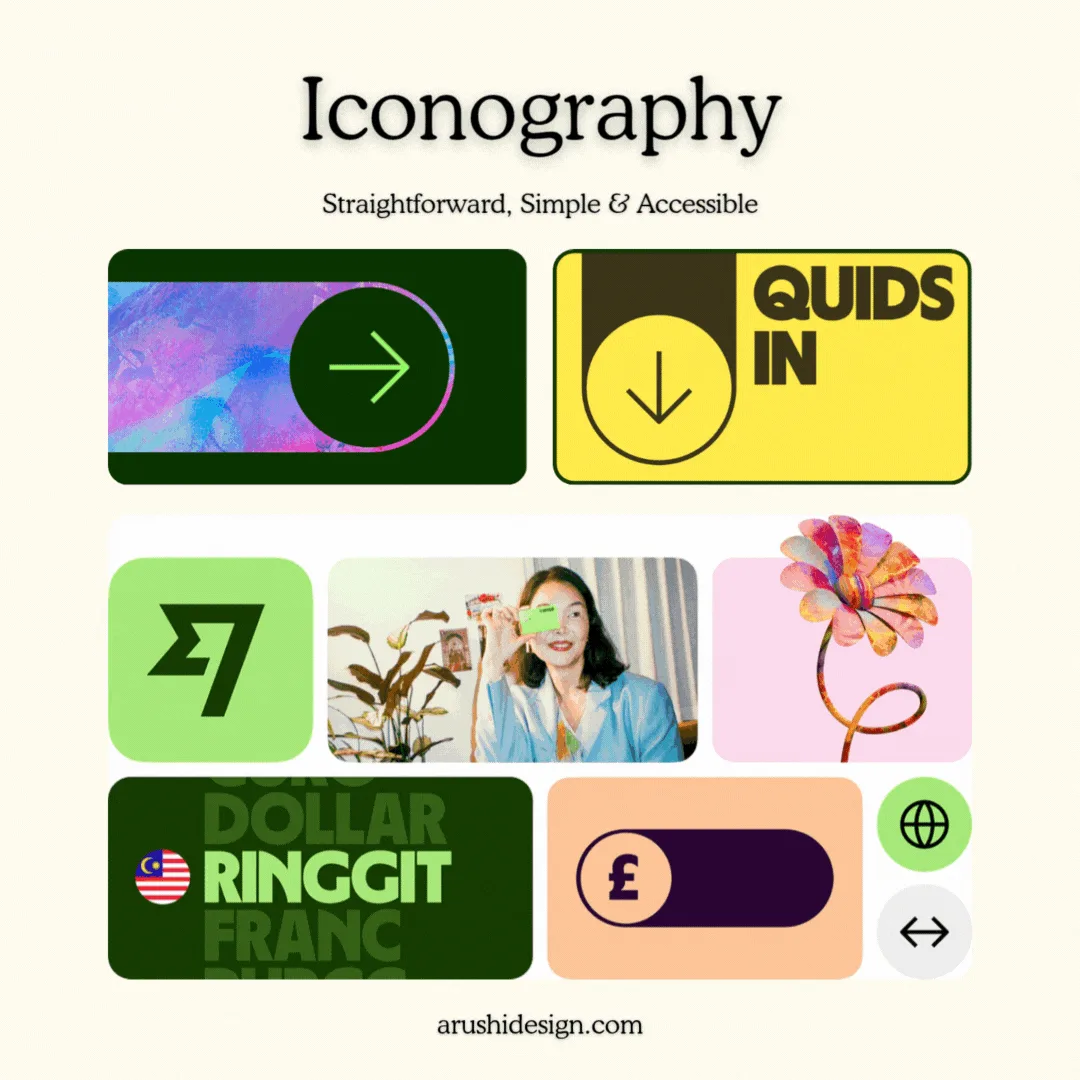 Iconography
Straightforward, Simple & Accessible
QUIDS
IN
DOLLAR
RINGGIT
FRANC
£
arushidesign.com